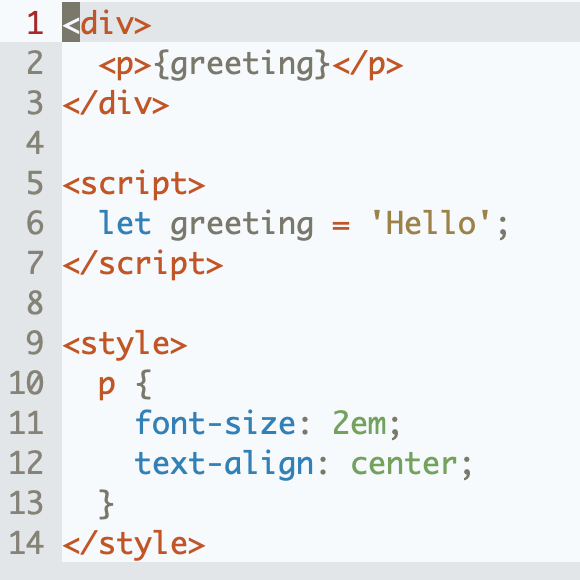 1 <div>
2   <p>{greeting}</p>
3 </div>
4
5 <script>
6   let greeting = 'Hello';
7 </script>
8
9 <style>
10   p {
11     font-size: 2em;
12     text-align: center;
13   }
14 </style>